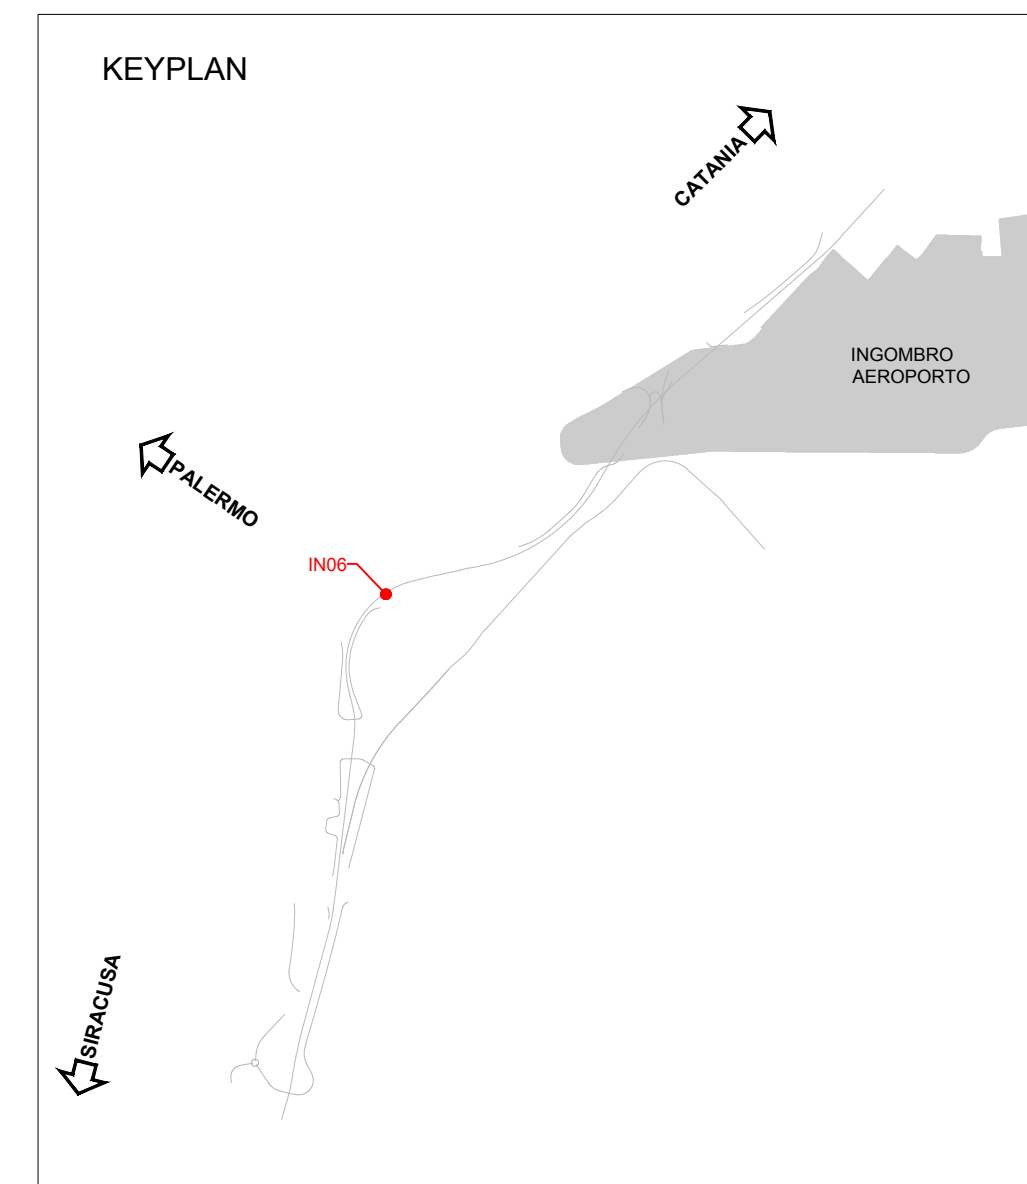 KEYPLAN
CATANIA
INGOMBRO
AEROPORTO
PALERMO
IN06
SIRACUSA